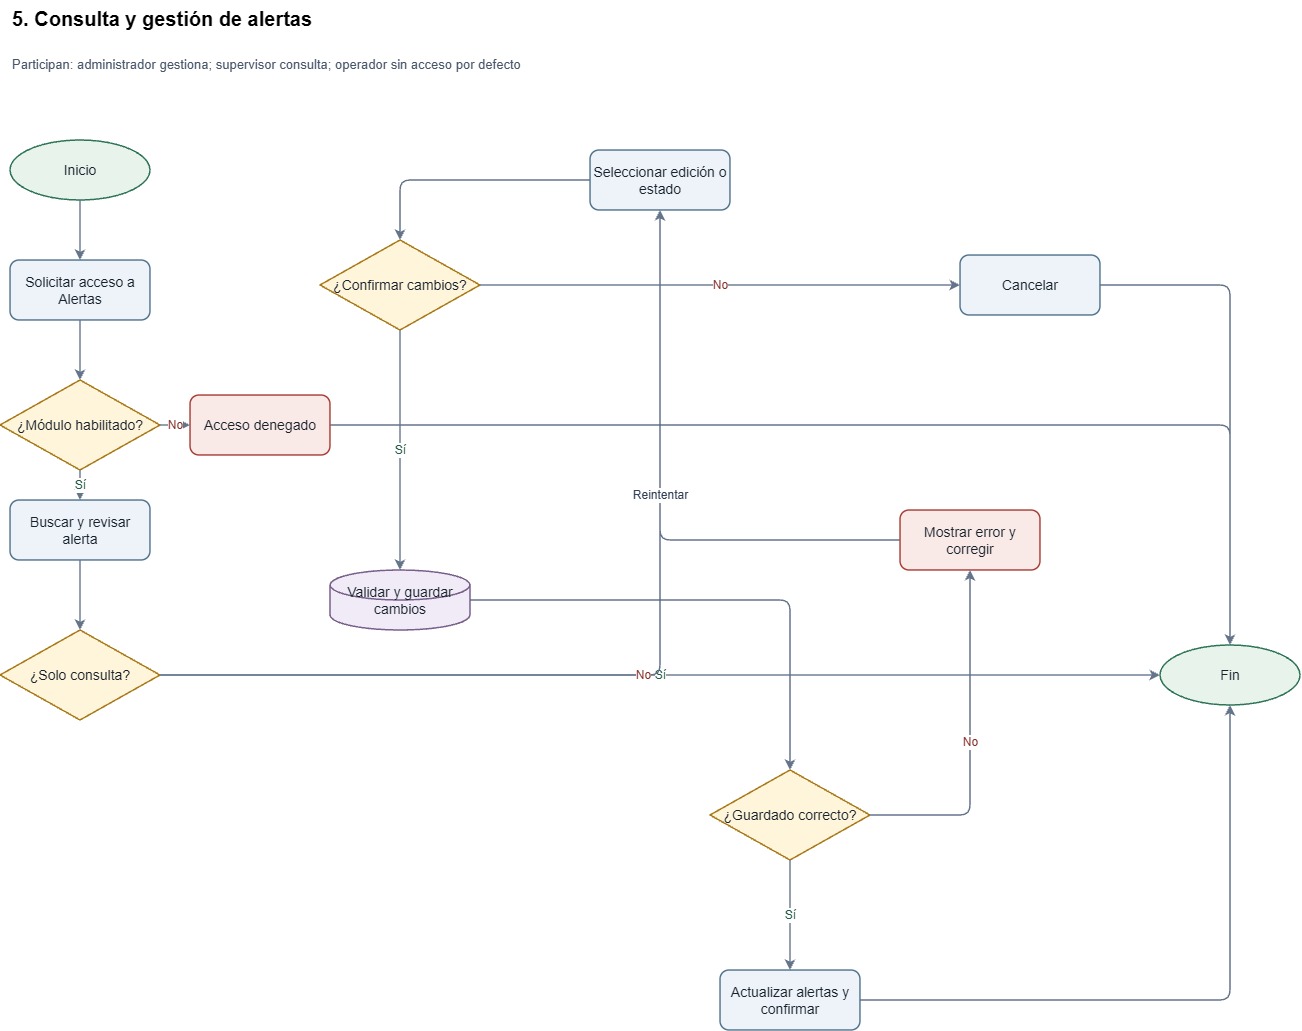 5. Consulta y gestión de alertas
Participan: administrador gestiona; supervisor consulta; operador sin acceso por defecto
Inicio
Seleccionar edición o
estado
Solicitar acceso a
Alertas
¿Confirmar cambios?
No
Cancelar
¿Módulo habilitado?
No
Acceso denegado
Sí
Sí
Reintentar
Buscar y revisar
alerta
Mostrar error y
corregir
Validar y guardar
cambios
¿Solo consulta?
No
Sí
Fin
No
¿Guardado correcto?
Sí
Actualizar alertas y
confirmar